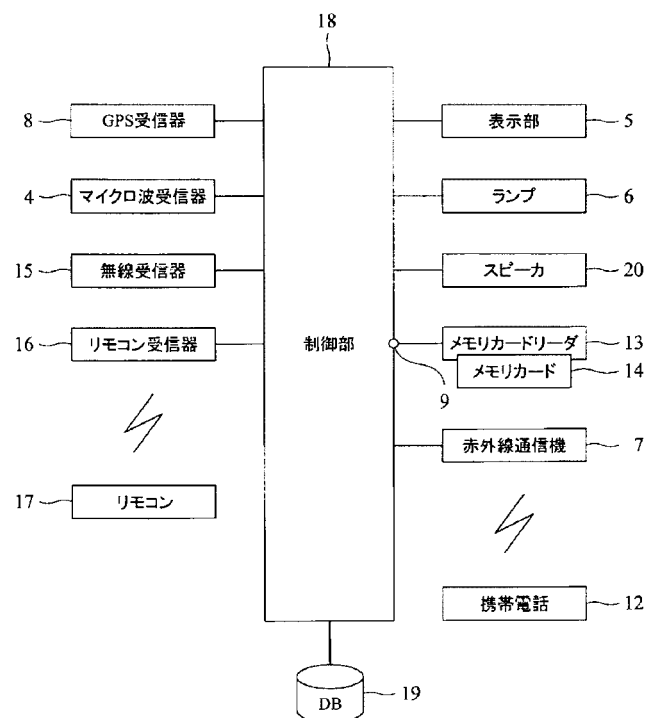 18
8 GPS受信器
表示部 5
4 マイクロ波受信器
ランプ 6
15 無線受信器
スピーカ 20
16 リモコン受信器
制御部
メモリカードリーダ 13
メモリカード 14
9
赤外線通信機 7
17 リモコン
携帯電話 12
DB 19